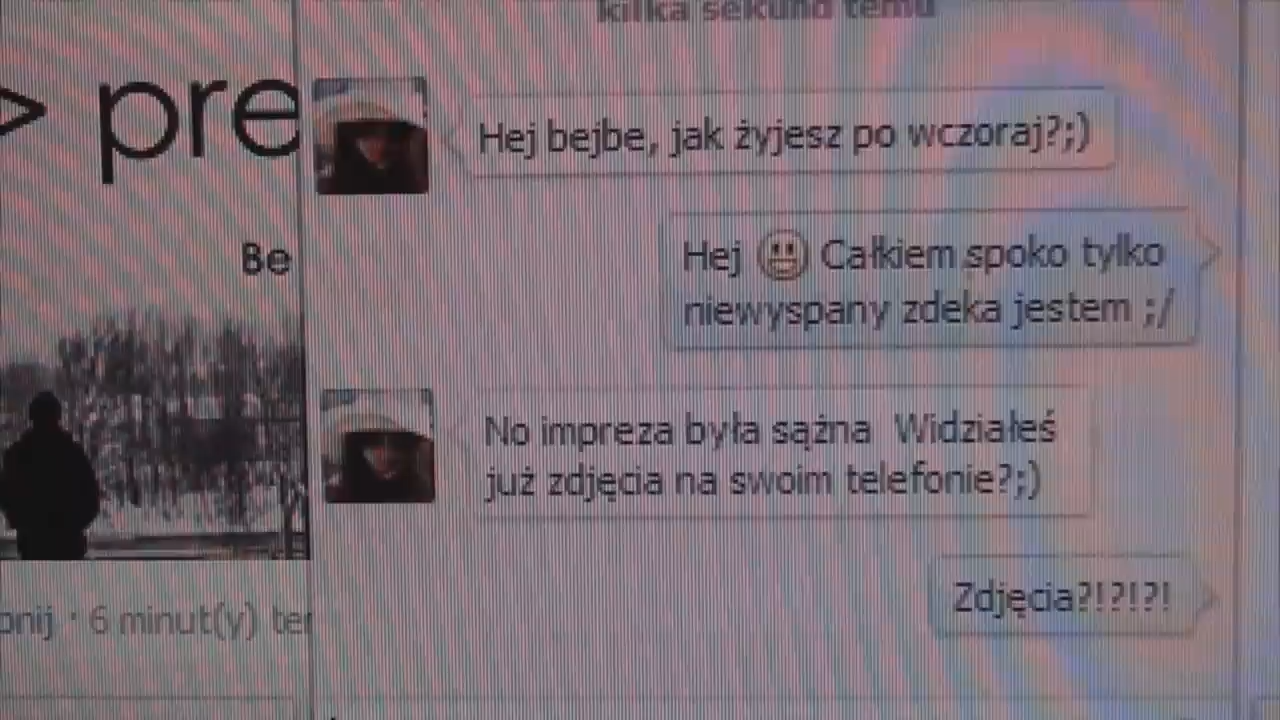 kilka sekund temu
> pre
Hej bejbe, jak żyjesz po wczoraj?;)
Be
Hej Całkiem spoko tylko
niewyspany zdeka jestem ;/
No impreza była sążna Widziałeś
już zdjęcia na swoim telefonie?;)
Zdjęcia?!?!?!
onij · 6 minut(y) ter